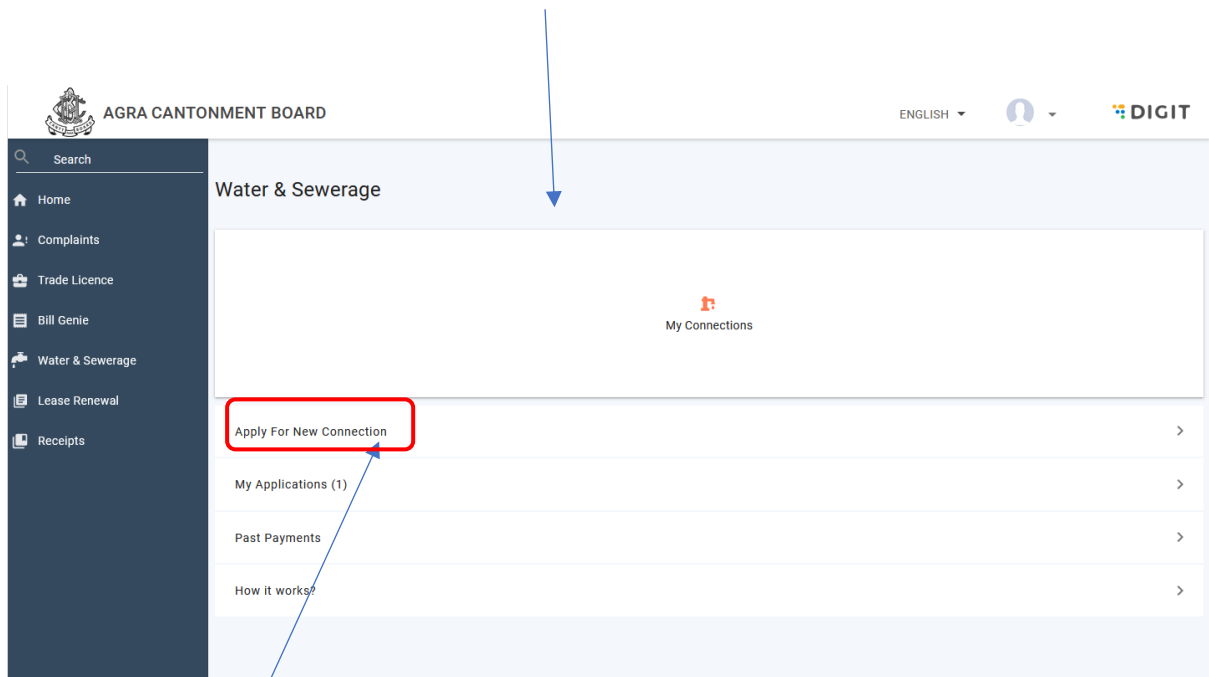 AGRA CANTONMENT BOARD
ENGLISH
DIGIT
Search
Home
Complaints
Trade Licence
Bill Genie
Water & Sewerage
Lease Renewal
Receipts
Water & Sewerage
My Connections
Apply For New Connection
My Applications (1)
Past Payments
How it works?